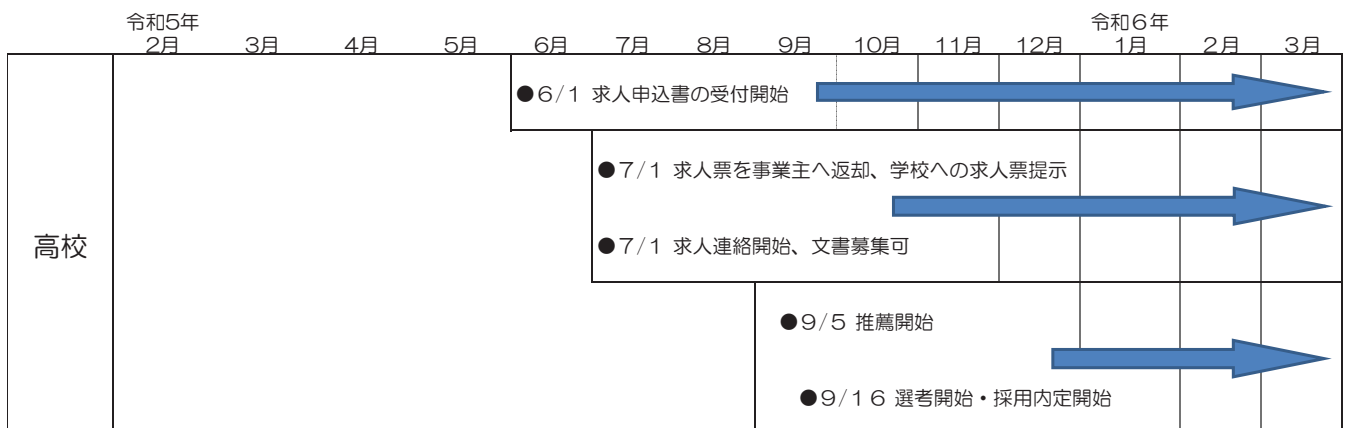 令和5年 令和6年
2月 3月 4月 5月 6月 7月 8月 9月 10月 11月 12月 1月 2月 3月
●6/1 求人申込書の受付開始
●7/1 求人票を事業主へ返却、学校への求人票提示
高校
●7/1 求人連絡開始、文書募集可
●9/5 推薦開始
●9/16 選考開始・採用内定開始